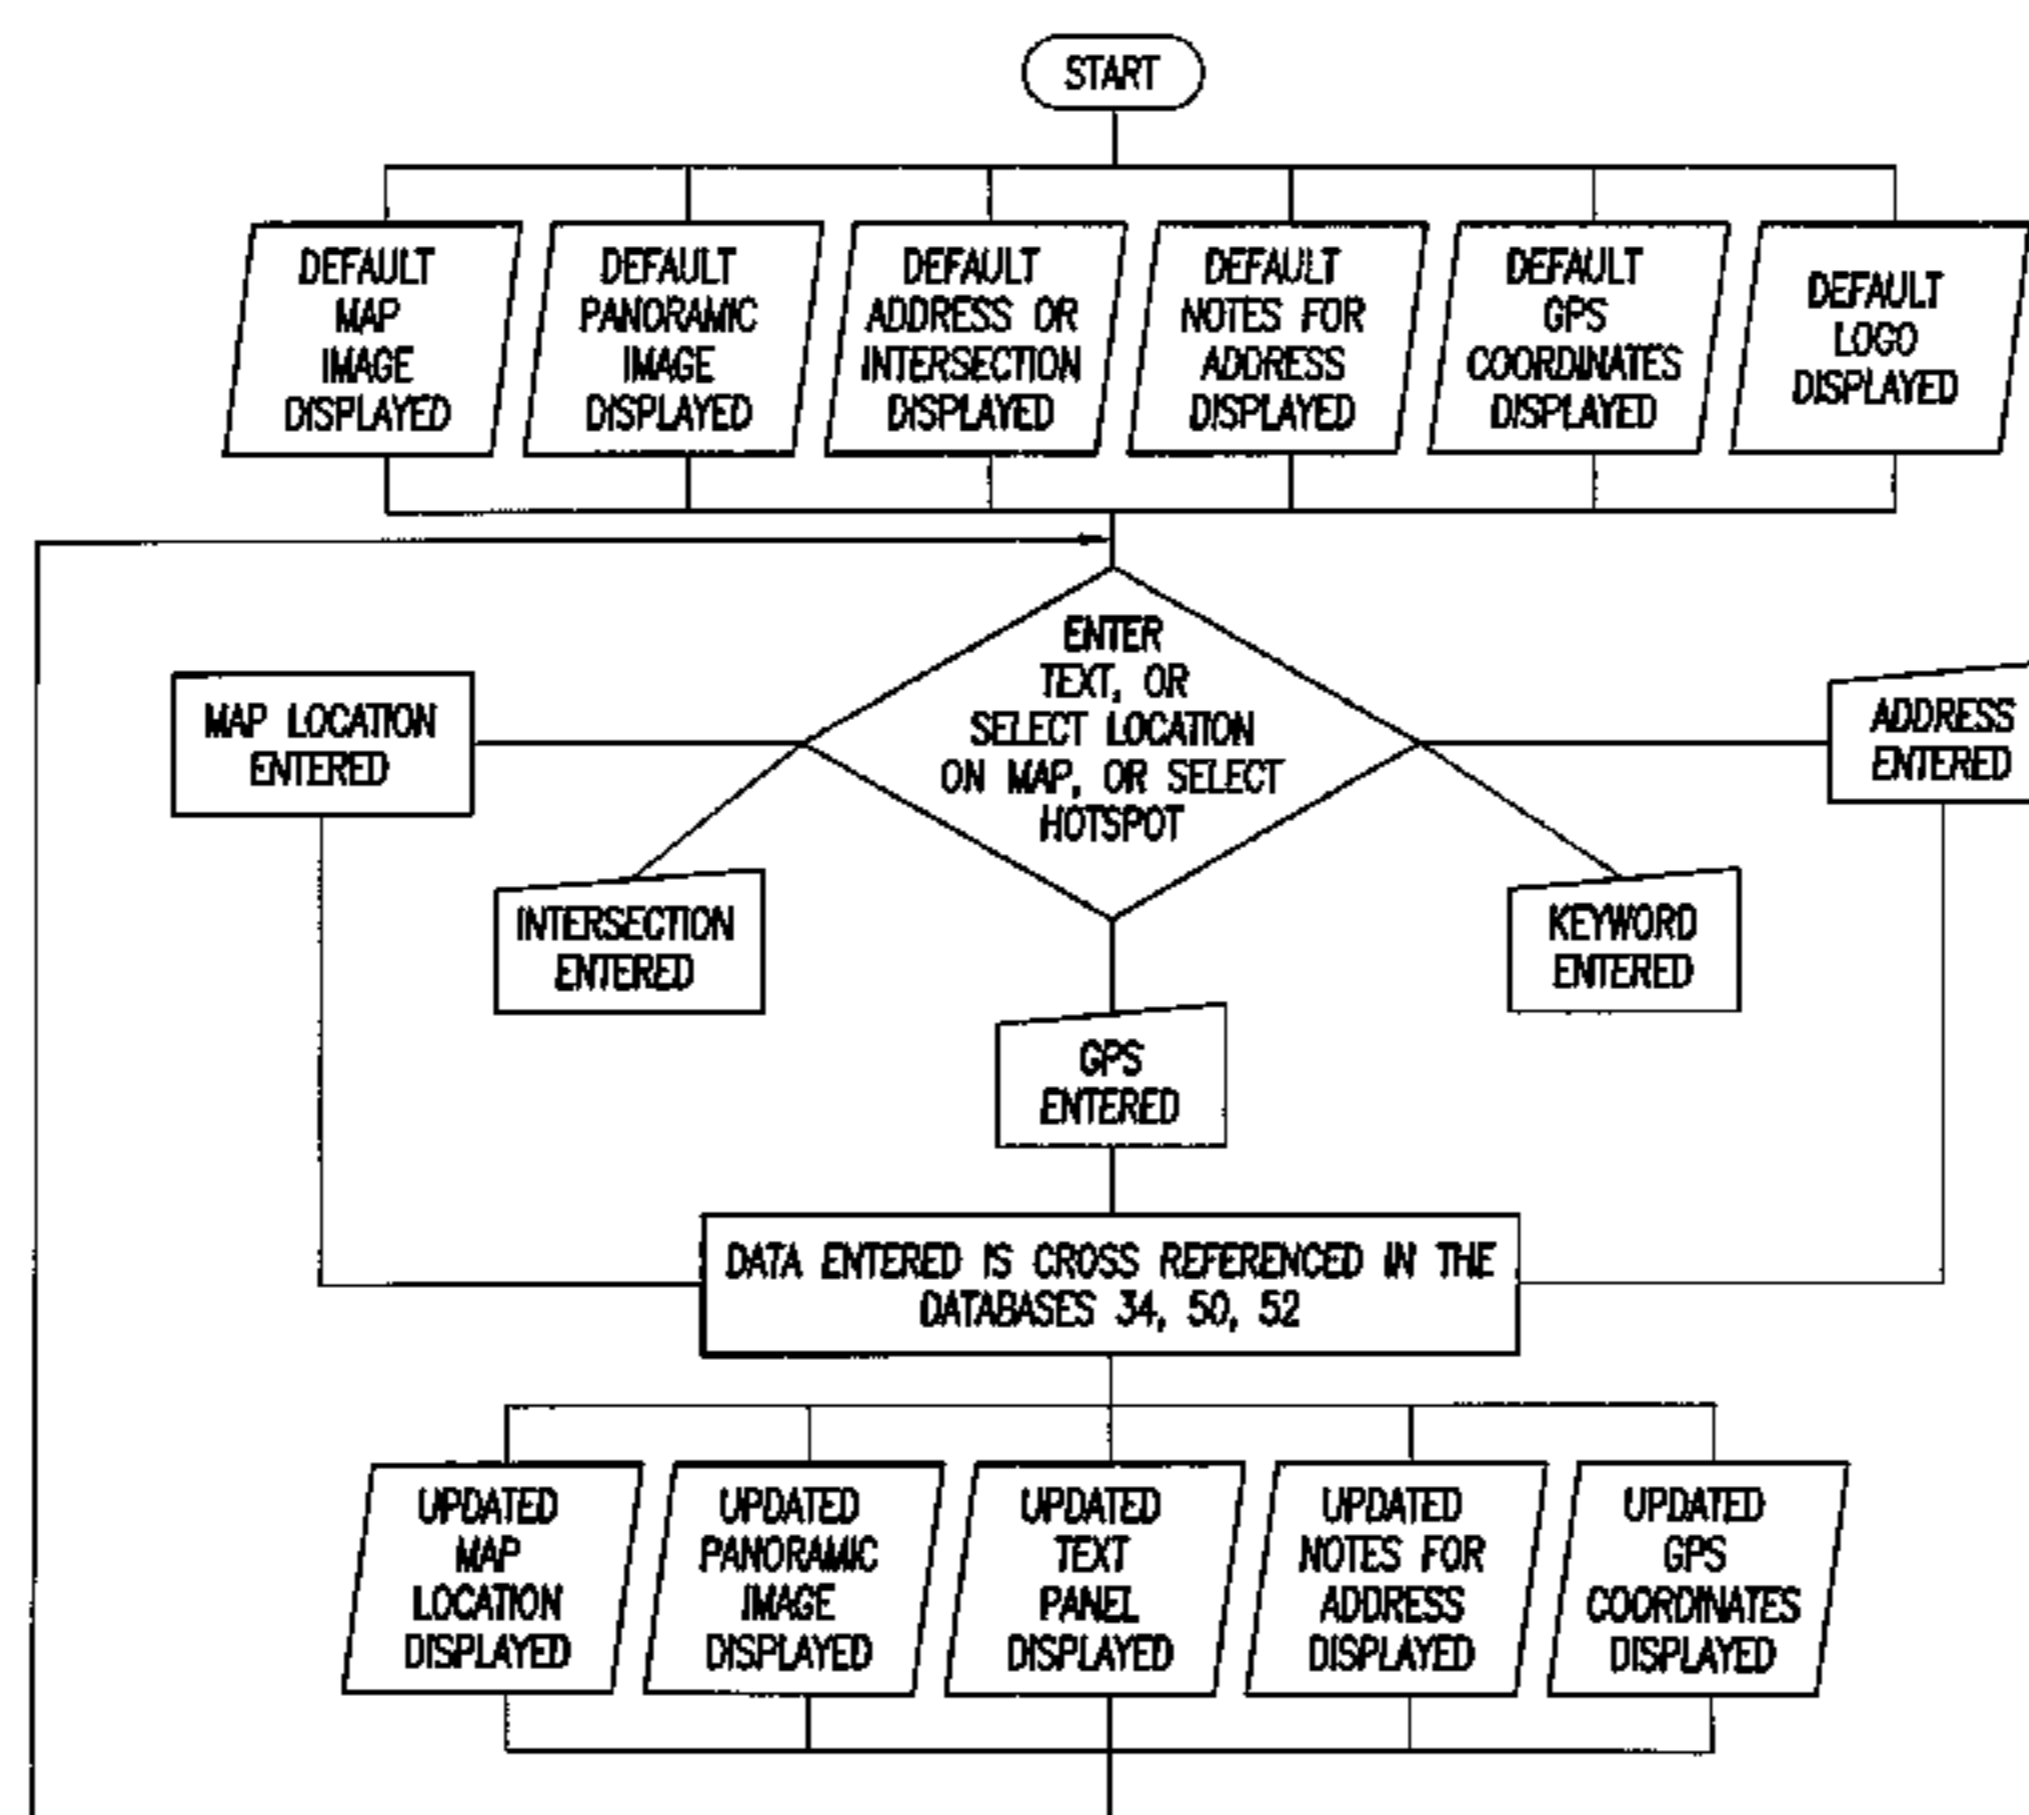 START
DEFAULT
MAP
IMAGE
DISPLAYED
DEFAULT
PANORAMIC
IMAGE
DISPLAYED
DEFAULT
ADDRESS OR
INTERSECTION
DISPLAYED
DEFAULT
NOTES FOR
ADDRESS
DISPLAYED
DEFAULT
GPS
COORDINATES
DISPLAYED
DEFAULT
LOGO
DISPLAYED
ENTER
TEXT, OR
SELECT LOCATION
ON MAP, OR SELECT
HOTSPOT
MAP LOCATION
ENTERED
ADDRESS
ENTERED
INTERSECTION
ENTERED
KEYWORD
ENTERED
GPS
ENTERED
DATA ENTERED IS CROSS REFERENCED IN THE
DATABASES 34, 50, 52
UPDATED
MAP
LOCATION
DISPLAYED
UPDATED
PANORAMIC
IMAGE
DISPLAYED
UPDATED
TEXT
PANEL
DISPLAYED
UPDATED
NOTES FOR
ADDRESS
DISPLAYED
UPDATED
GPS
COORDINATES
DISPLAYED